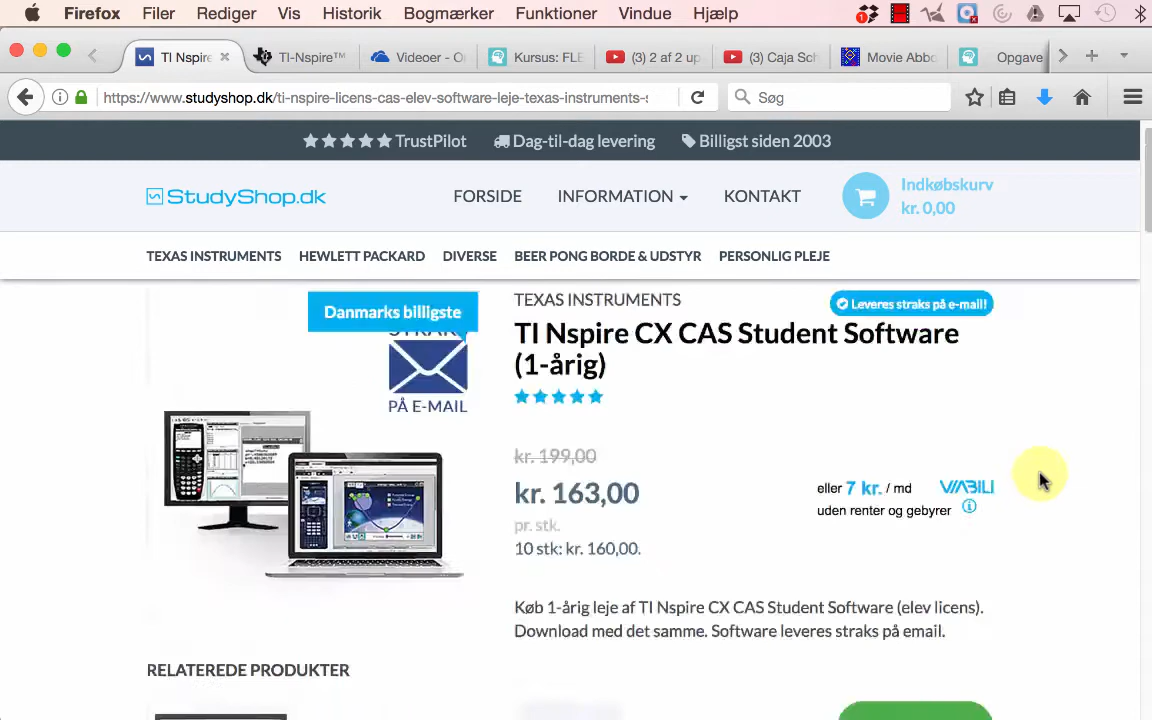 Firefox Filer Rediger Vis Historik Bogmærker Funktioner Vindue Hjælp
TI Nspire TI-Nspire™ Videoer - O Kursus: FLE (3) 2 af 2 up (3) Caja Sch Movie Abbo Opgave
https://www.studyshop.dk/ti-nspire-licens-cas-elev-software-leje-texas-instruments-s Søg
TrustPilot Dag-til-dag levering Billigst siden 2003
StudyShop.dk FORSIDE INFORMATION KONTAKT Indkøbskurv
kr. 0,00
TEXAS INSTRUMENTS HEWLETT PACKARD DIVERSE BEER PONG BORDE & UDSTYR PERSONLIG PLEJE
Danmarks billigste
STRAKS
PÅ E-MAIL
TEXAS INSTRUMENTS
Leveres straks på e-mail!
TI Nspire CX CAS Student Software
(1-årig)
kr. 199,00
kr. 163,00
pr. stk.
10 stk: kr. 160,00.
eller 7 kr. / md VIABILL
uden renter og gebyrer
Køb 1-årig leje af TI Nspire CX CAS Student Software (elev licens).
Download med det samme. Software leveres straks på email.
RELATEREDE PRODUKTER